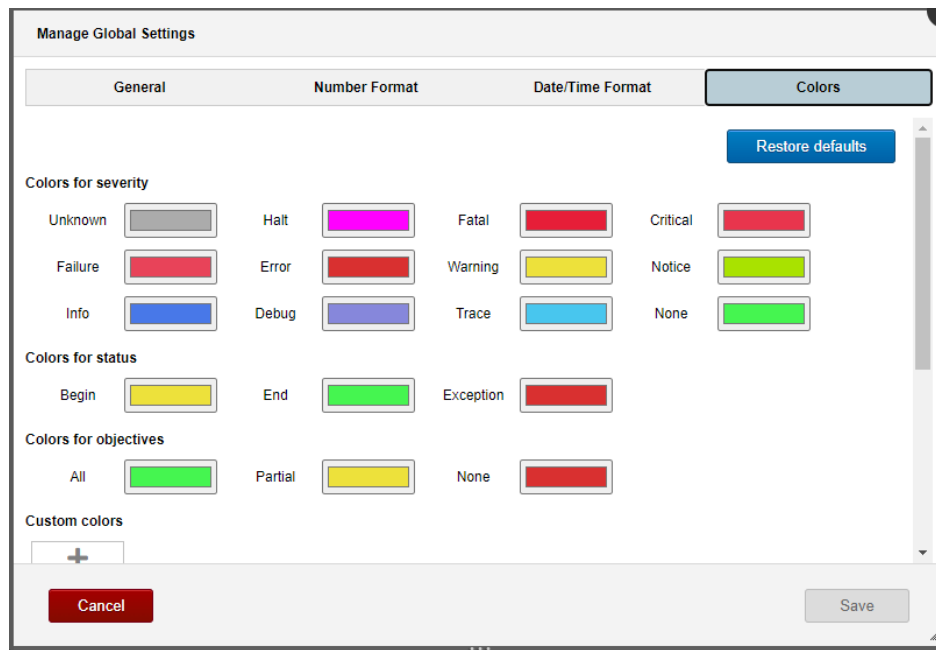 Manage Global Settings
General Number Format Date/Time Format Colors
Restore defaults
Colors for severity
Unknown Halt Fatal Critical
Failure Error Warning Notice
Info Debug Trace None
Colors for status
Begin End Exception
Colors for objectives
All Partial None
Custom colors
+
Cancel Save